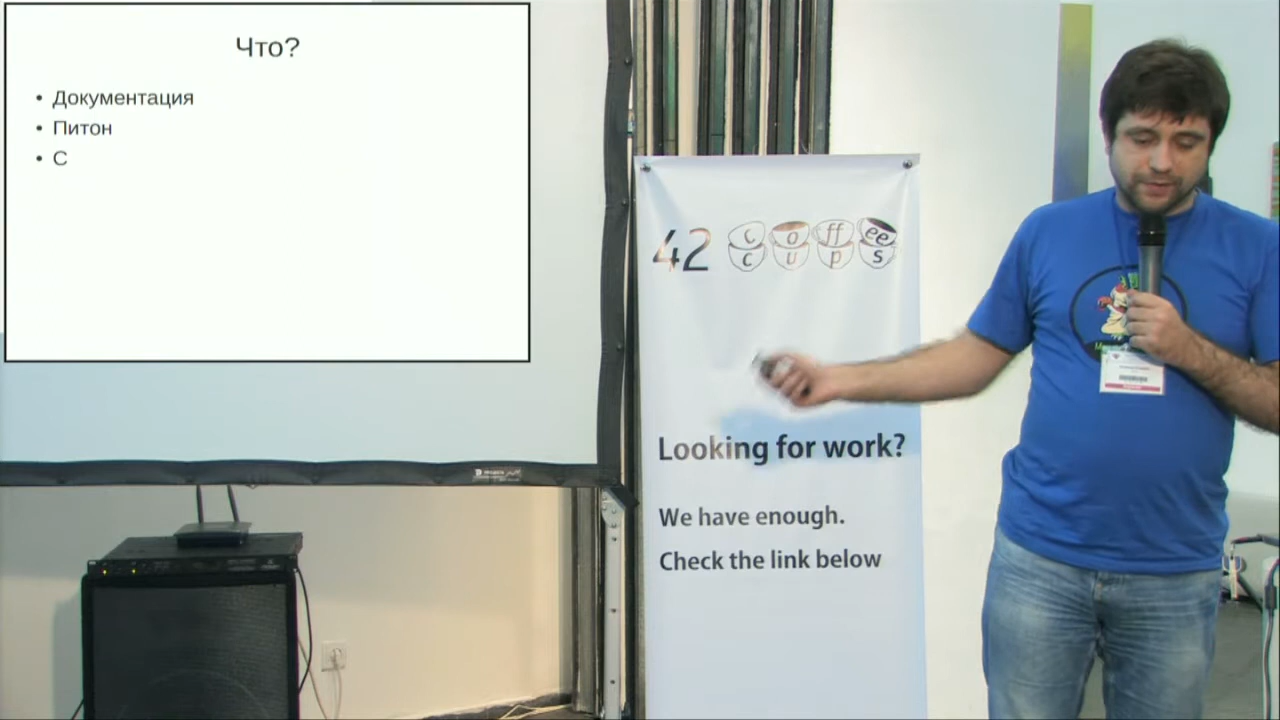 Что?
• Документация
• Питон
• С
42 coffee
cups
Looking for work?
We have enough.
Check the link below